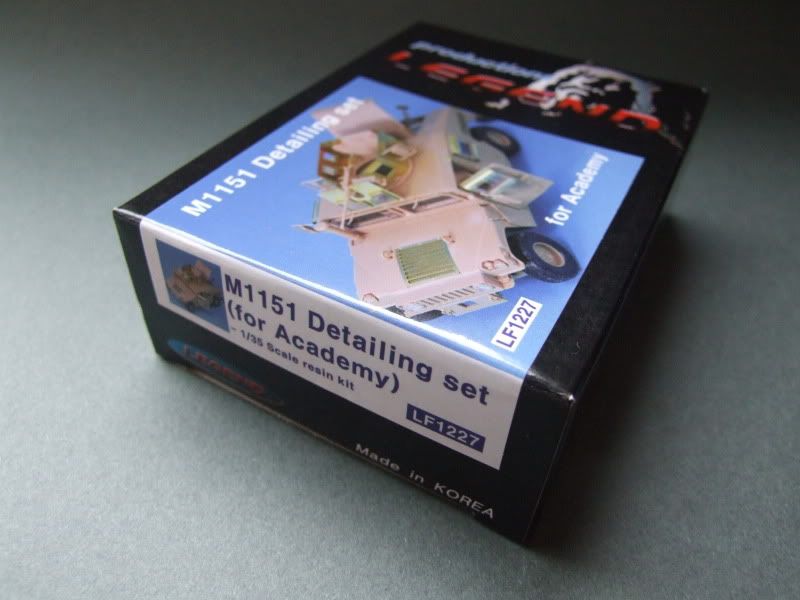 production
LEGEND
M1151 Detailing set
for Academy
LF1227
M1151 Detailing set
(for Academy)
- 1/35 Scale resin kit
LEGEND
LF1227
Made in KOREA